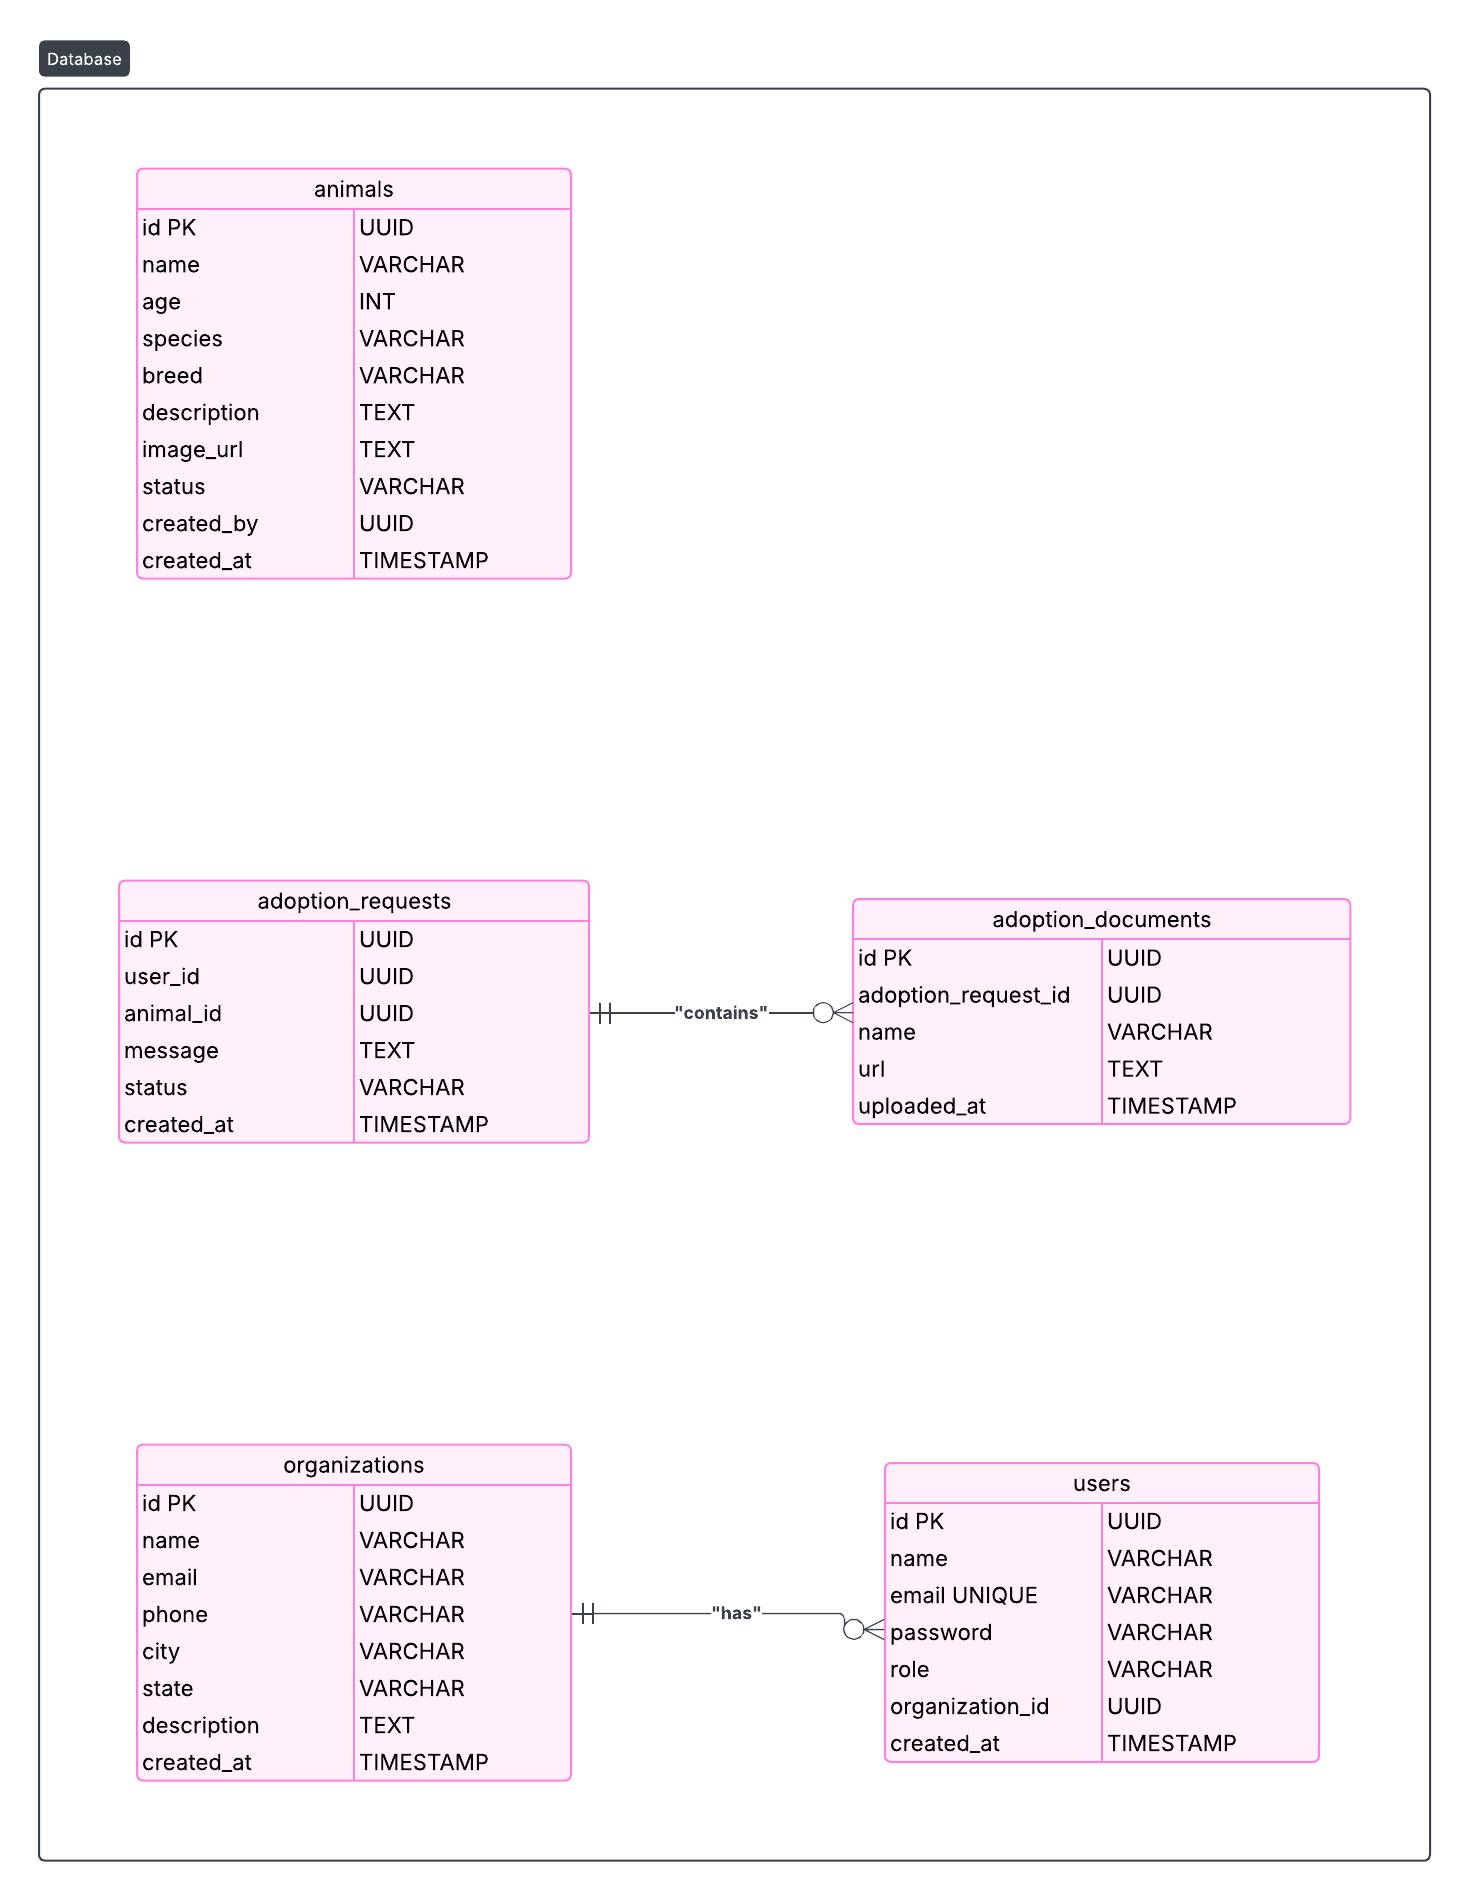 Database
animals
id PK UUID
name VARCHAR
age INT
species VARCHAR
breed VARCHAR
description TEXT
image_url TEXT
status VARCHAR
created_by UUID
created_at TIMESTAMP
adoption_requests
id PK UUID
user_id UUID
animal_id UUID
message TEXT
status VARCHAR
created_at TIMESTAMP
"contains"
adoption_documents
id PK UUID
adoption_request_id UUID
name VARCHAR
url TEXT
uploaded_at TIMESTAMP
organizations
id PK UUID
name VARCHAR
email VARCHAR
phone VARCHAR
city VARCHAR
state VARCHAR
description TEXT
created_at TIMESTAMP
"has"
users
id PK UUID
name VARCHAR
email UNIQUE VARCHAR
password VARCHAR
role VARCHAR
organization_id UUID
created_at TIMESTAMP